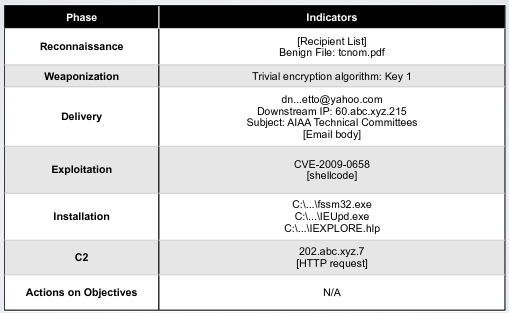 Phase Indicators
Reconnaissance
[Recipient List]
Benign File: tcnom.pdf
Weaponization
Trivial encryption algorithm: Key 1
Delivery
dn...etto@yahoo.com
Downstream IP: 60.abc.xyz.215
Subject: AIAA Technical Committees
[Email body]
Exploitation
CVE-2009-0658
[shellcode]
Installation
C:\...\fssm32.exe
C:\...\IEUpd.exe
C:\...\IEXPLORE.hlp
C2
202.abc.xyz.7
[HTTP request]
Actions on Objectives
N/A